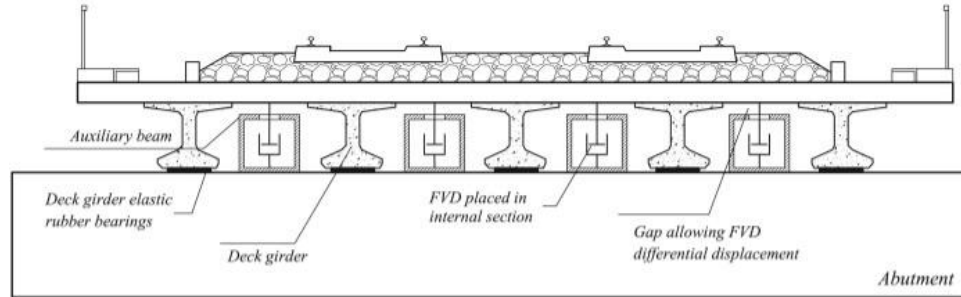 Auxiliary beam
Deck girder elastic
rubber bearings
Deck girder
FVD placed in
internal section
Gap allowing FVD
differential displacement
Abutment